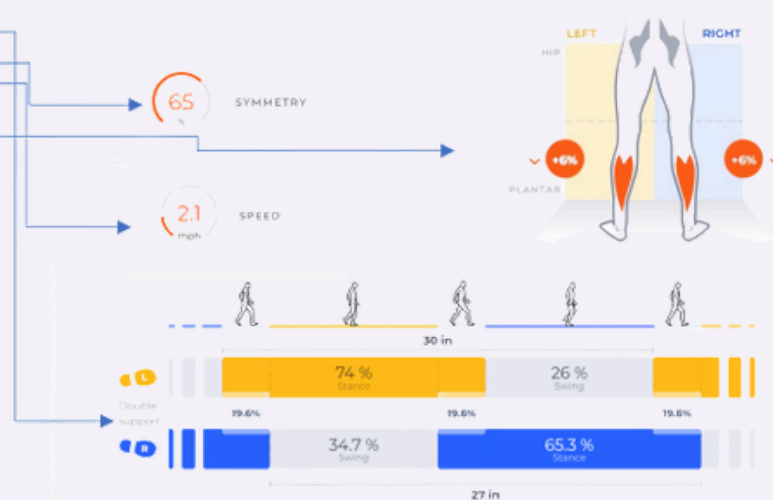 LEFT
RIGHT
HIP
65
%
SYMMETRY
+6%
+6%
PLANTAR
2.1
mph
SPEED
30 in
L
74 %
Stance
26 %
Swing
Double
support
19.6%
19.6%
19.6%
R
34.7 %
Swing
65.3 %
Stance
27 in